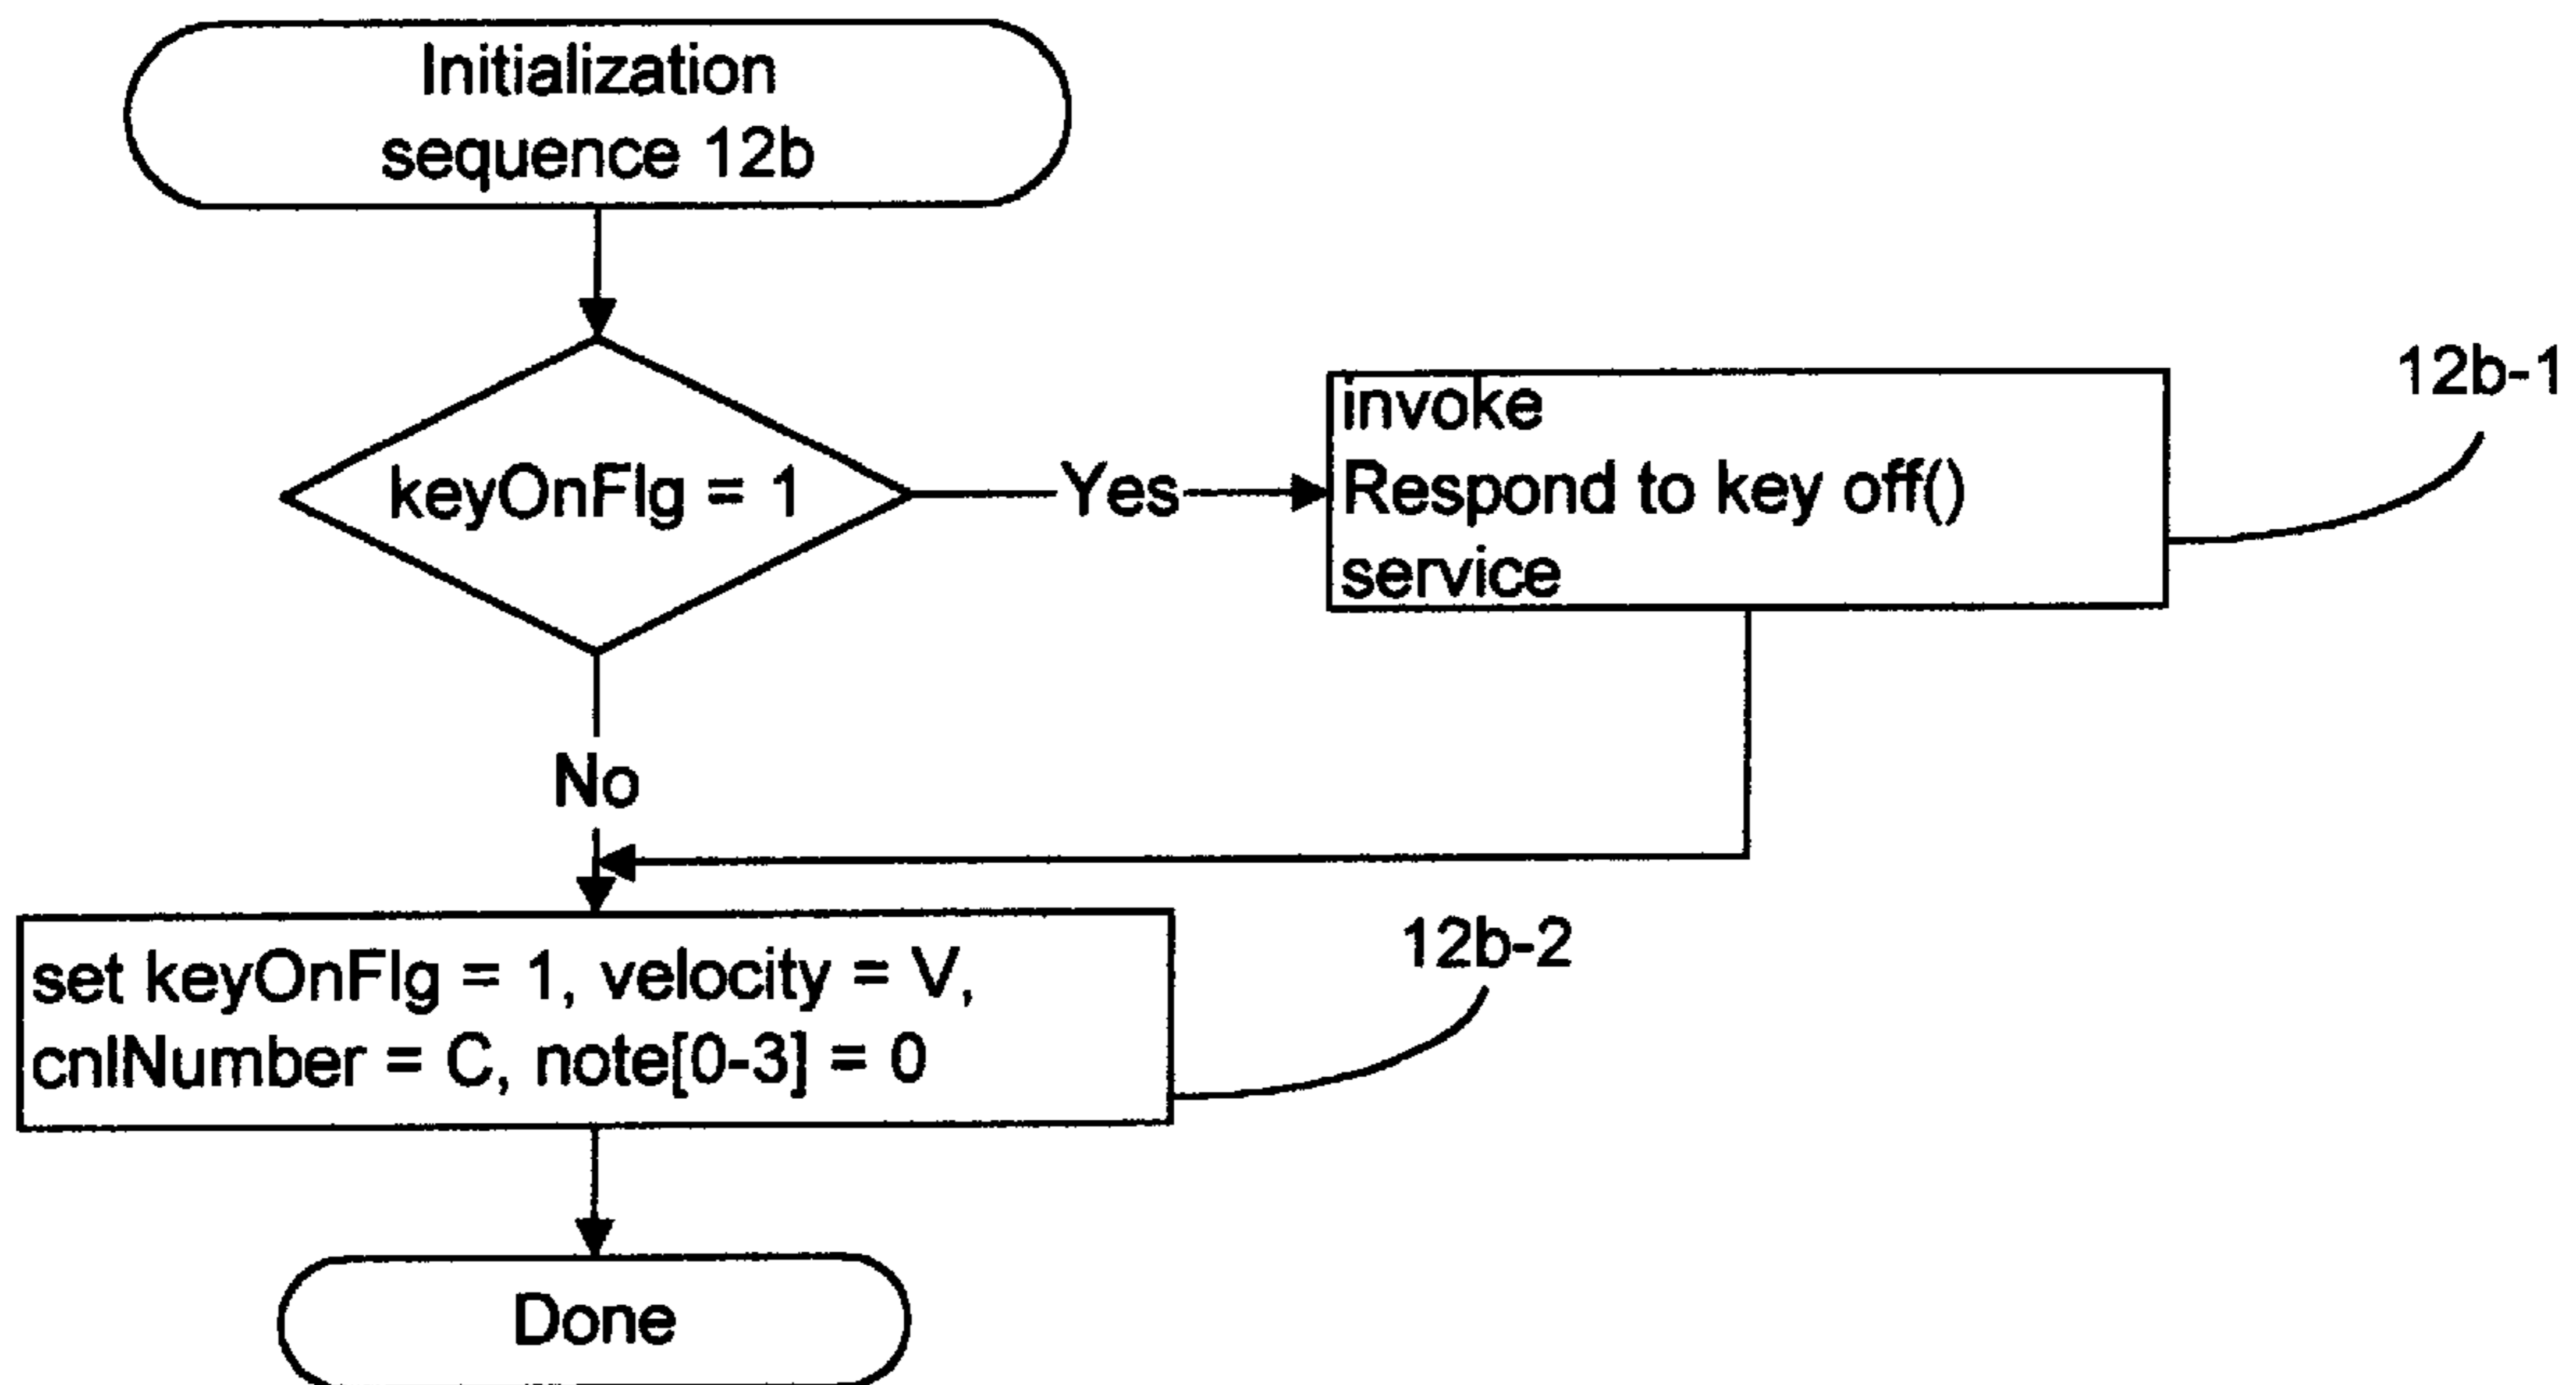 Initialization
sequence 12b
keyOnFlg = 1
Yes
invoke
Respond to key off()
service
12b-1
No
set keyOnFlg = 1, velocity = V,
cnlNumber = C, note[0-3] = 0
12b-2
Done